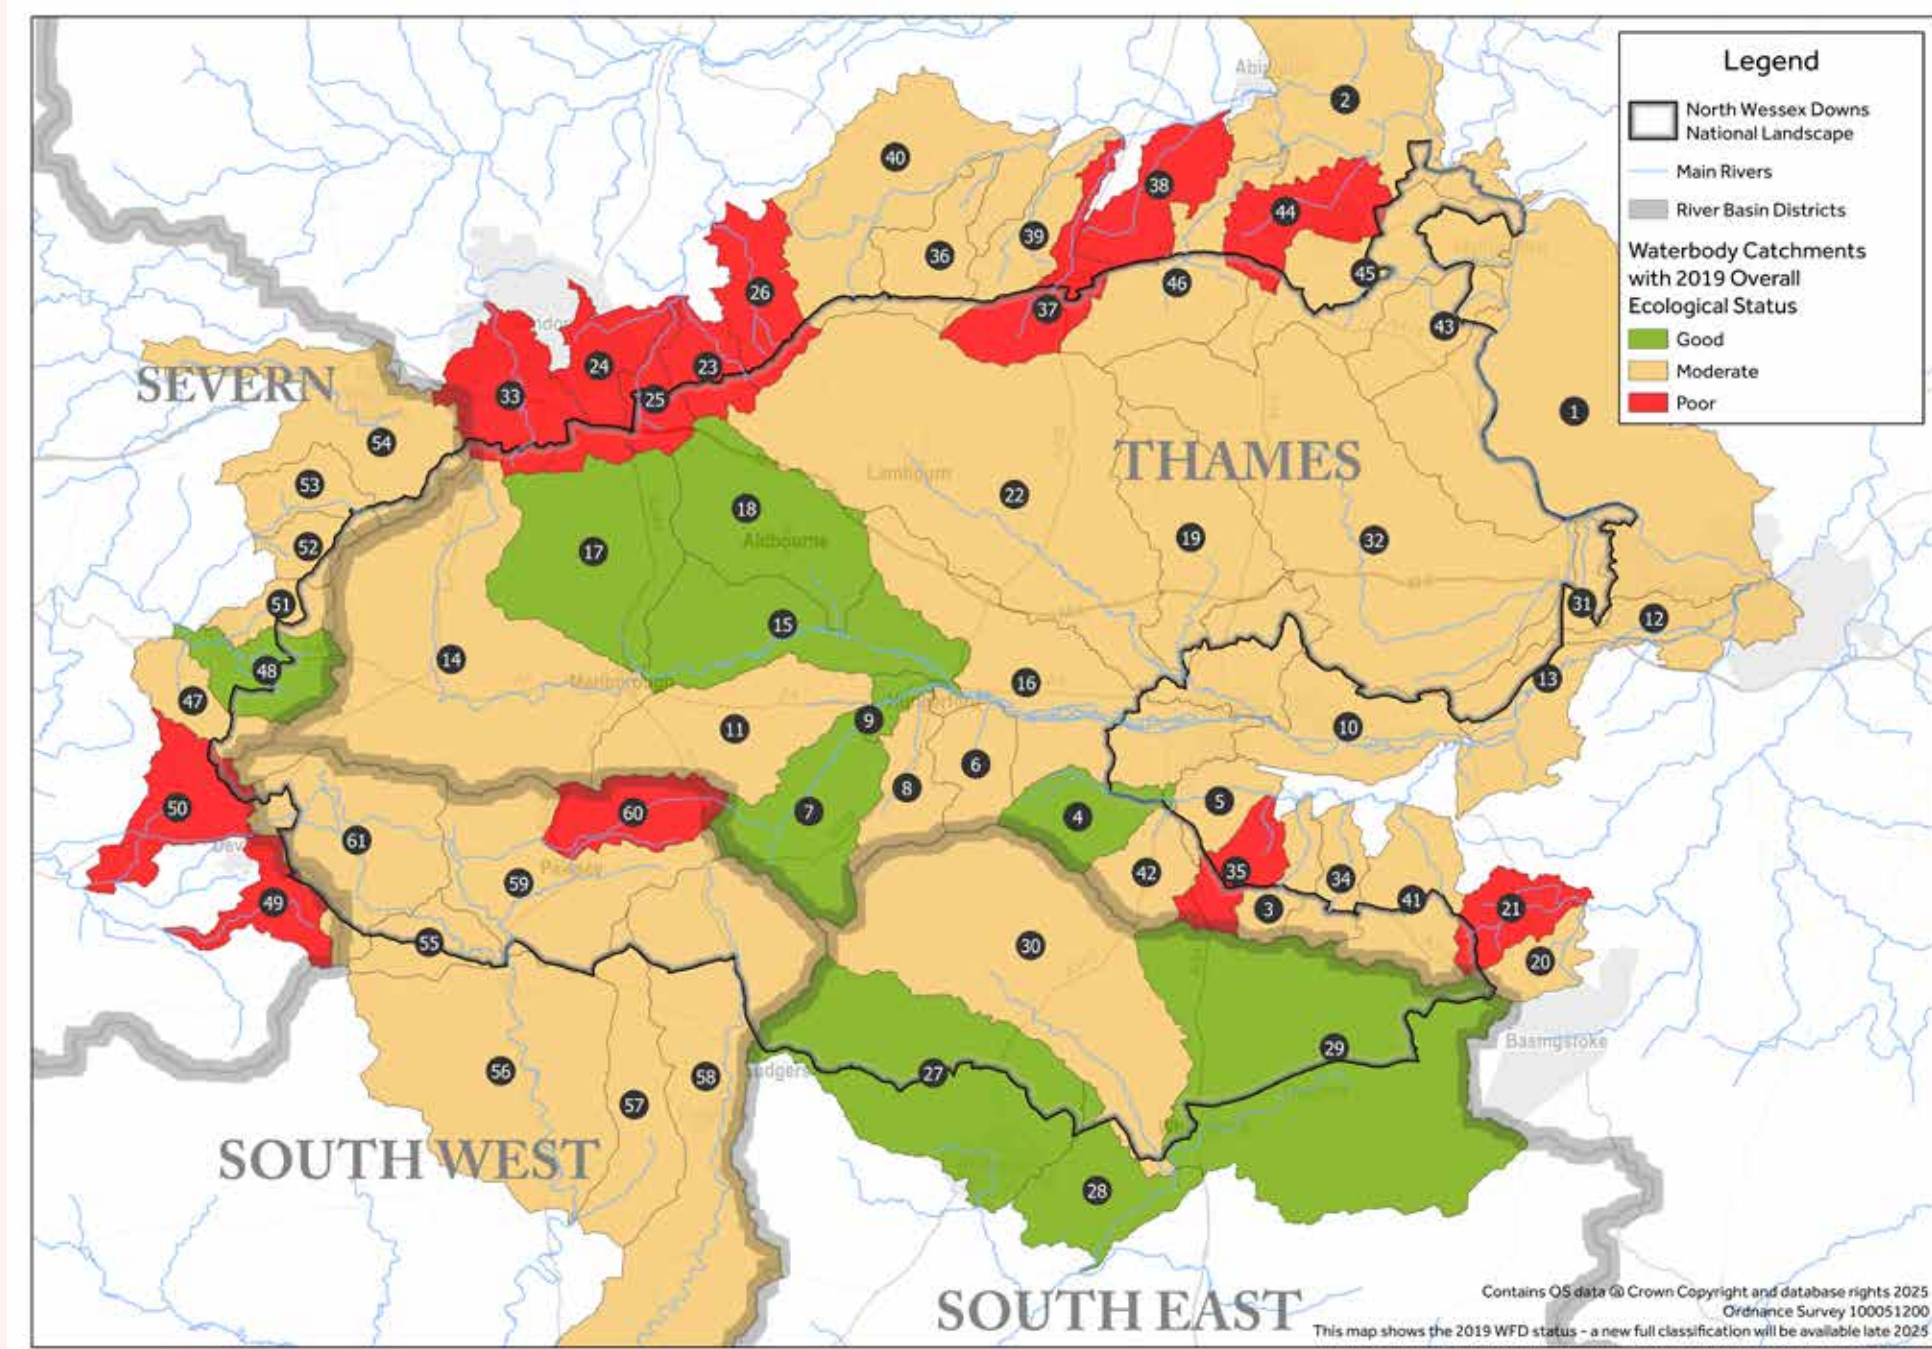 Legend
North Wessex Downs
National Landscape
Main Rivers
River Basin Districts
Waterbody Catchments
with 2019 Overall
Ecological Status
Good
Moderate
Poor
2
40
38
44
39
36
45
46
26
37
43
24
23
33
25
1
SEVERN
54
THAMES
Lambourn
53
22
18
Aldbourne
19
32
52
17
51
31
12
15
14
48
13
Marlborough
16
47
9
11
10
6
8
5
50
60
7
4
61
35
42
34
59
41
49
3
21
55
30
20
Basingstoke
29
56
58
27
57
SOUTH WEST
28
SOUTH EAST
Contains OS data @ Crown Copyright and database rights 2025
Ordnance Survey 100051200
This map shows the 2019 WFD status - a new full classification will be available late 2025